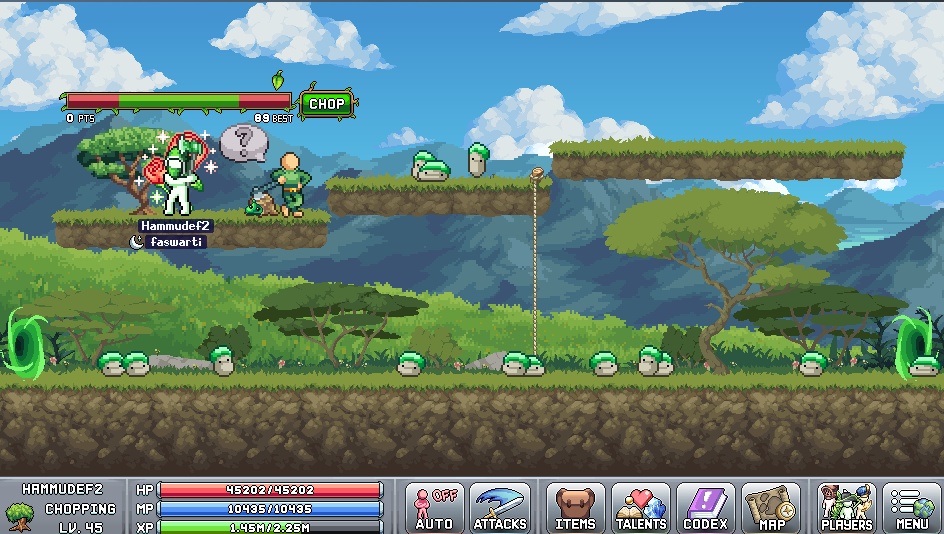 CHOP
0 PTS
89 BEST
?
Hammudef2
faswarti
HAMMUDEF2
CHOPPING
LV. 45
HP 45202/45202
MP 10435/10435
XP 1.45M/2.25M
OFF
AUTO
ATTACKS
ITEMS
TALENTS
CODEX
MAP
PLAYERS
MENU